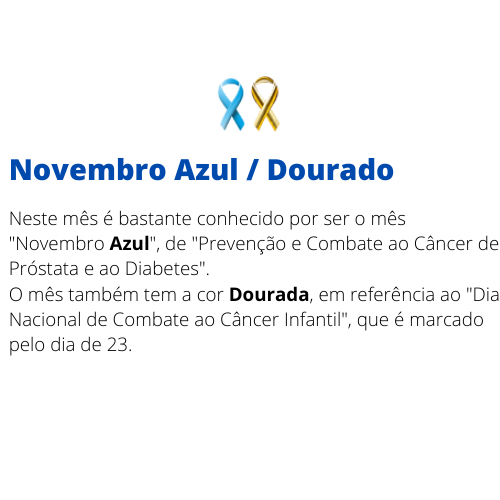 Novembro Azul / Dourado
Neste mês é bastante conhecido por ser o mês
"Novembro Azul", de "Prevenção e Combate ao Câncer de
Próstata e ao Diabetes".
O mês também tem a cor Dourada, em referência ao "Dia
Nacional de Combate ao Câncer Infantil", que é marcado
pelo dia de 23.